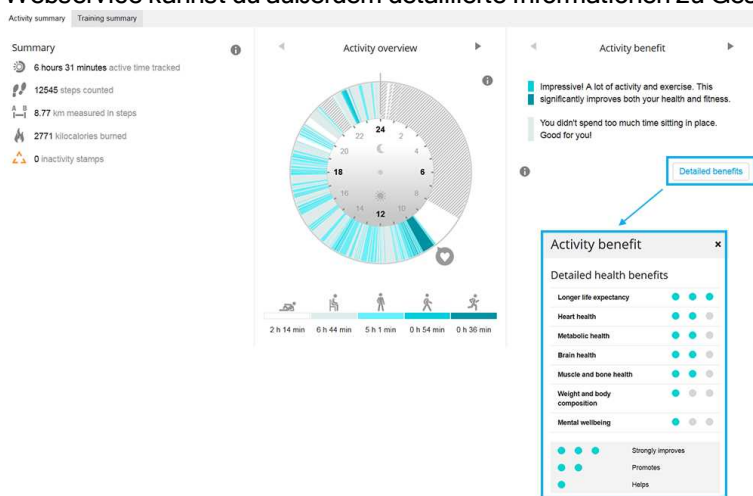 Webservice kannst du außerdem detaillierte Informationen zu Ges
Activity summary Training summary
Summary
6 hours 31 minutes active time tracked
12545 steps counted
A B
8.77 km measured in steps
2771 kilocalories burned
0 inactivity stamps
Activity overview
24
22 2
20 4
18 6
16 8
14 10
12
2 h 14 min 6 h 44 min 5 h 1 min 0 h 54 min 0 h 36 min
Activity benefit
Impressive! A lot of activity and exercise. This
significantly improves both your health and fitness.
You didn't spend too much time sitting in place.
Good for you!
Detailed benefits
Activity benefit ×
Detailed health benefits
Longer life expectancy
Heart health
Metabolic health
Brain health
Muscle and bone health
Weight and body
composition
Mental wellbeing
Strongly improves
Promotes
Helps